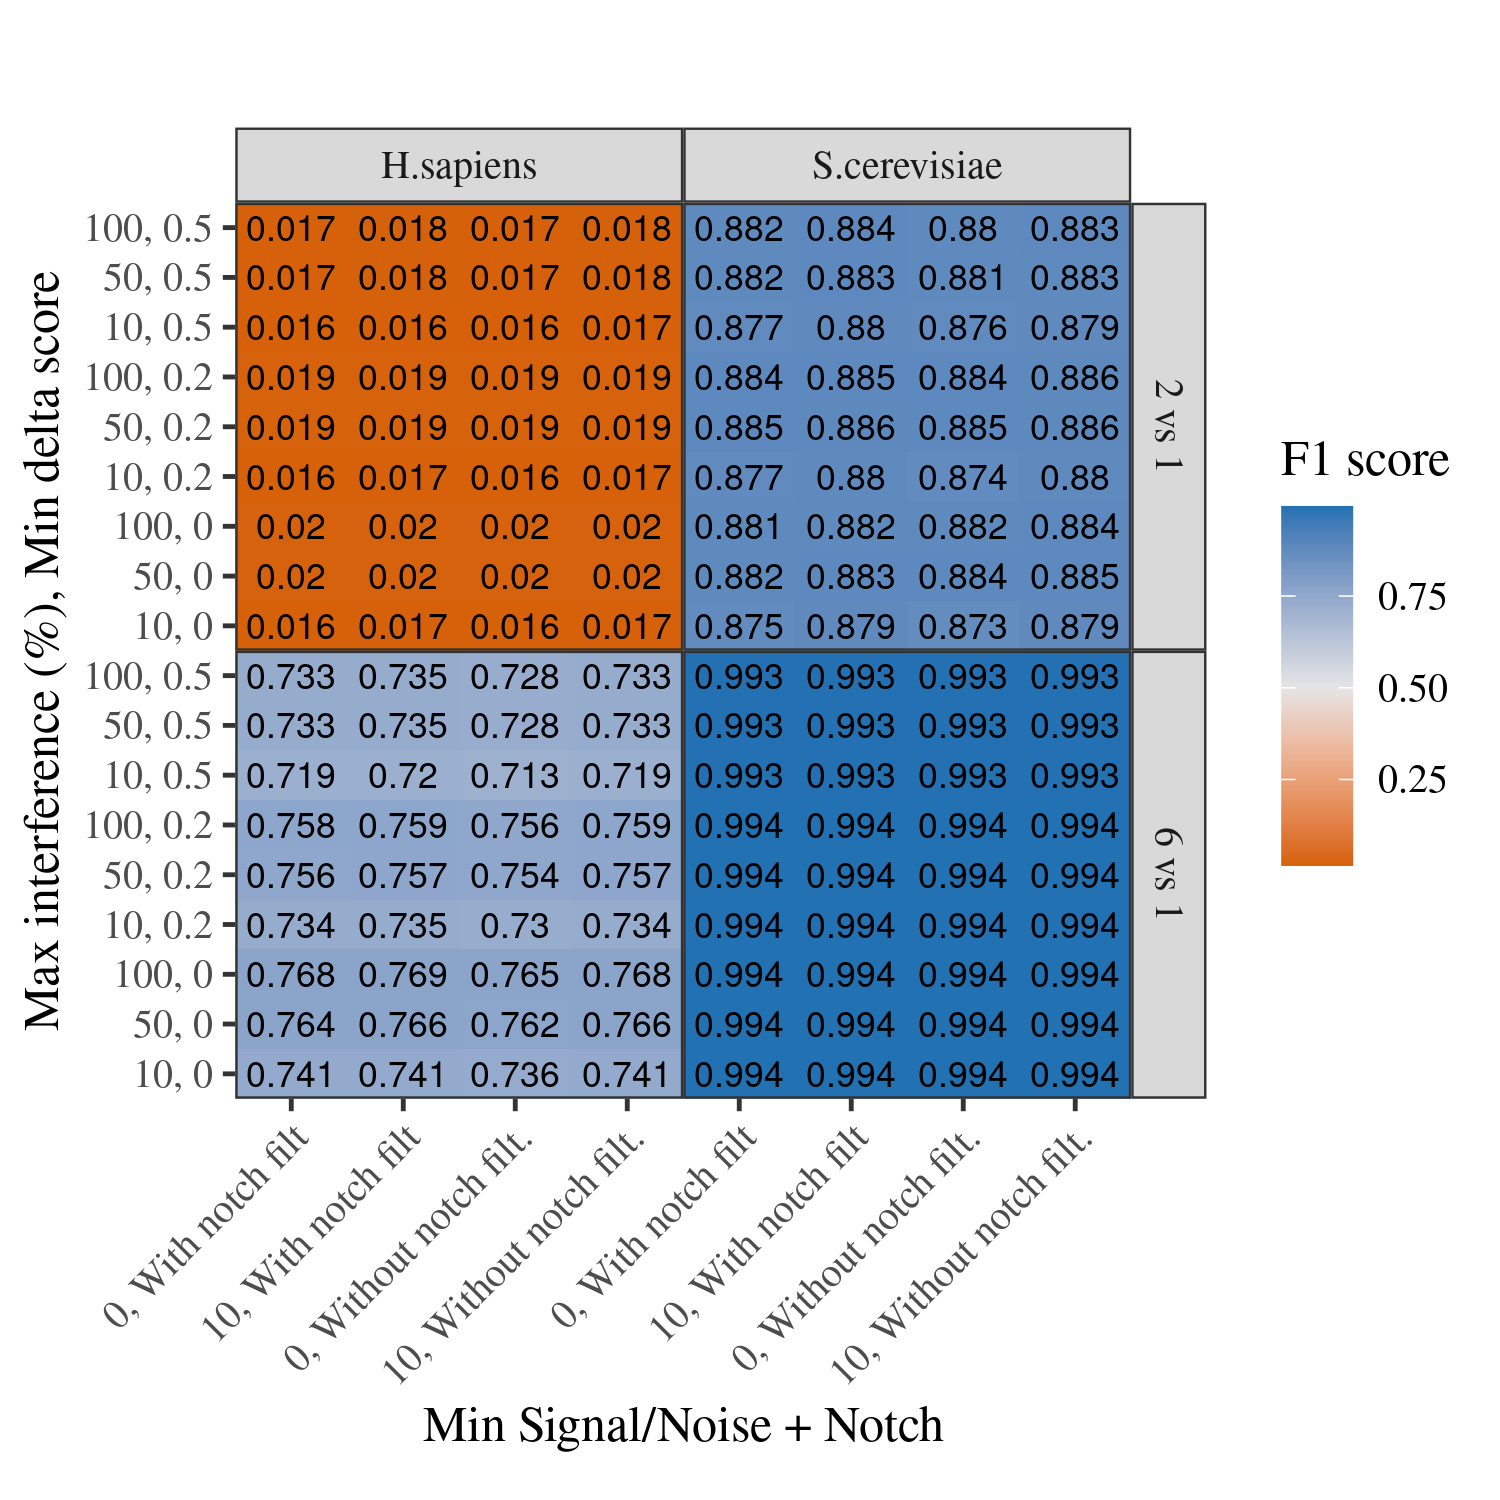 H.sapiens S.cerevisiae
100, 0.5 0.017 0.018 0.017 0.018 0.882 0.884 0.88 0.883
50, 0.5 0.017 0.018 0.017 0.018 0.882 0.883 0.881 0.883
10, 0.5 0.016 0.016 0.016 0.017 0.877 0.88 0.876 0.879
100, 0.2 0.019 0.019 0.019 0.019 0.884 0.885 0.884 0.886
50, 0.2 0.019 0.019 0.019 0.019 0.885 0.886 0.885 0.886
10, 0.2 0.016 0.017 0.016 0.017 0.877 0.88 0.874 0.88
100, 0 0.02 0.02 0.02 0.02 0.881 0.882 0.882 0.884
50, 0 0.02 0.02 0.02 0.02 0.882 0.883 0.884 0.885
10, 0 0.016 0.017 0.016 0.017 0.875 0.879 0.873 0.879
2 vs 1
100, 0.5 0.733 0.735 0.728 0.733 0.993 0.993 0.993 0.993
50, 0.5 0.733 0.735 0.728 0.733 0.993 0.993 0.993 0.993
10, 0.5 0.719 0.72 0.713 0.719 0.993 0.993 0.993 0.993
100, 0.2 0.758 0.759 0.756 0.759 0.994 0.994 0.994 0.994
50, 0.2 0.756 0.757 0.754 0.757 0.994 0.994 0.994 0.994
10, 0.2 0.734 0.735 0.73 0.734 0.994 0.994 0.994 0.994
100, 0 0.768 0.769 0.765 0.768 0.994 0.994 0.994 0.994
50, 0 0.764 0.766 0.762 0.766 0.994 0.994 0.994 0.994
10, 0 0.741 0.741 0.736 0.741 0.994 0.994 0.994 0.994
6 vs 1
Max interference (%), Min delta score
0, With notch filt
10, With notch filt
0, Without notch filt.
10, Without notch filt.
0, With notch filt
10, With notch filt
0, Without notch filt.
10, Without notch filt.
Min Signal/Noise + Notch
F1 score
0.75
0.50
0.25